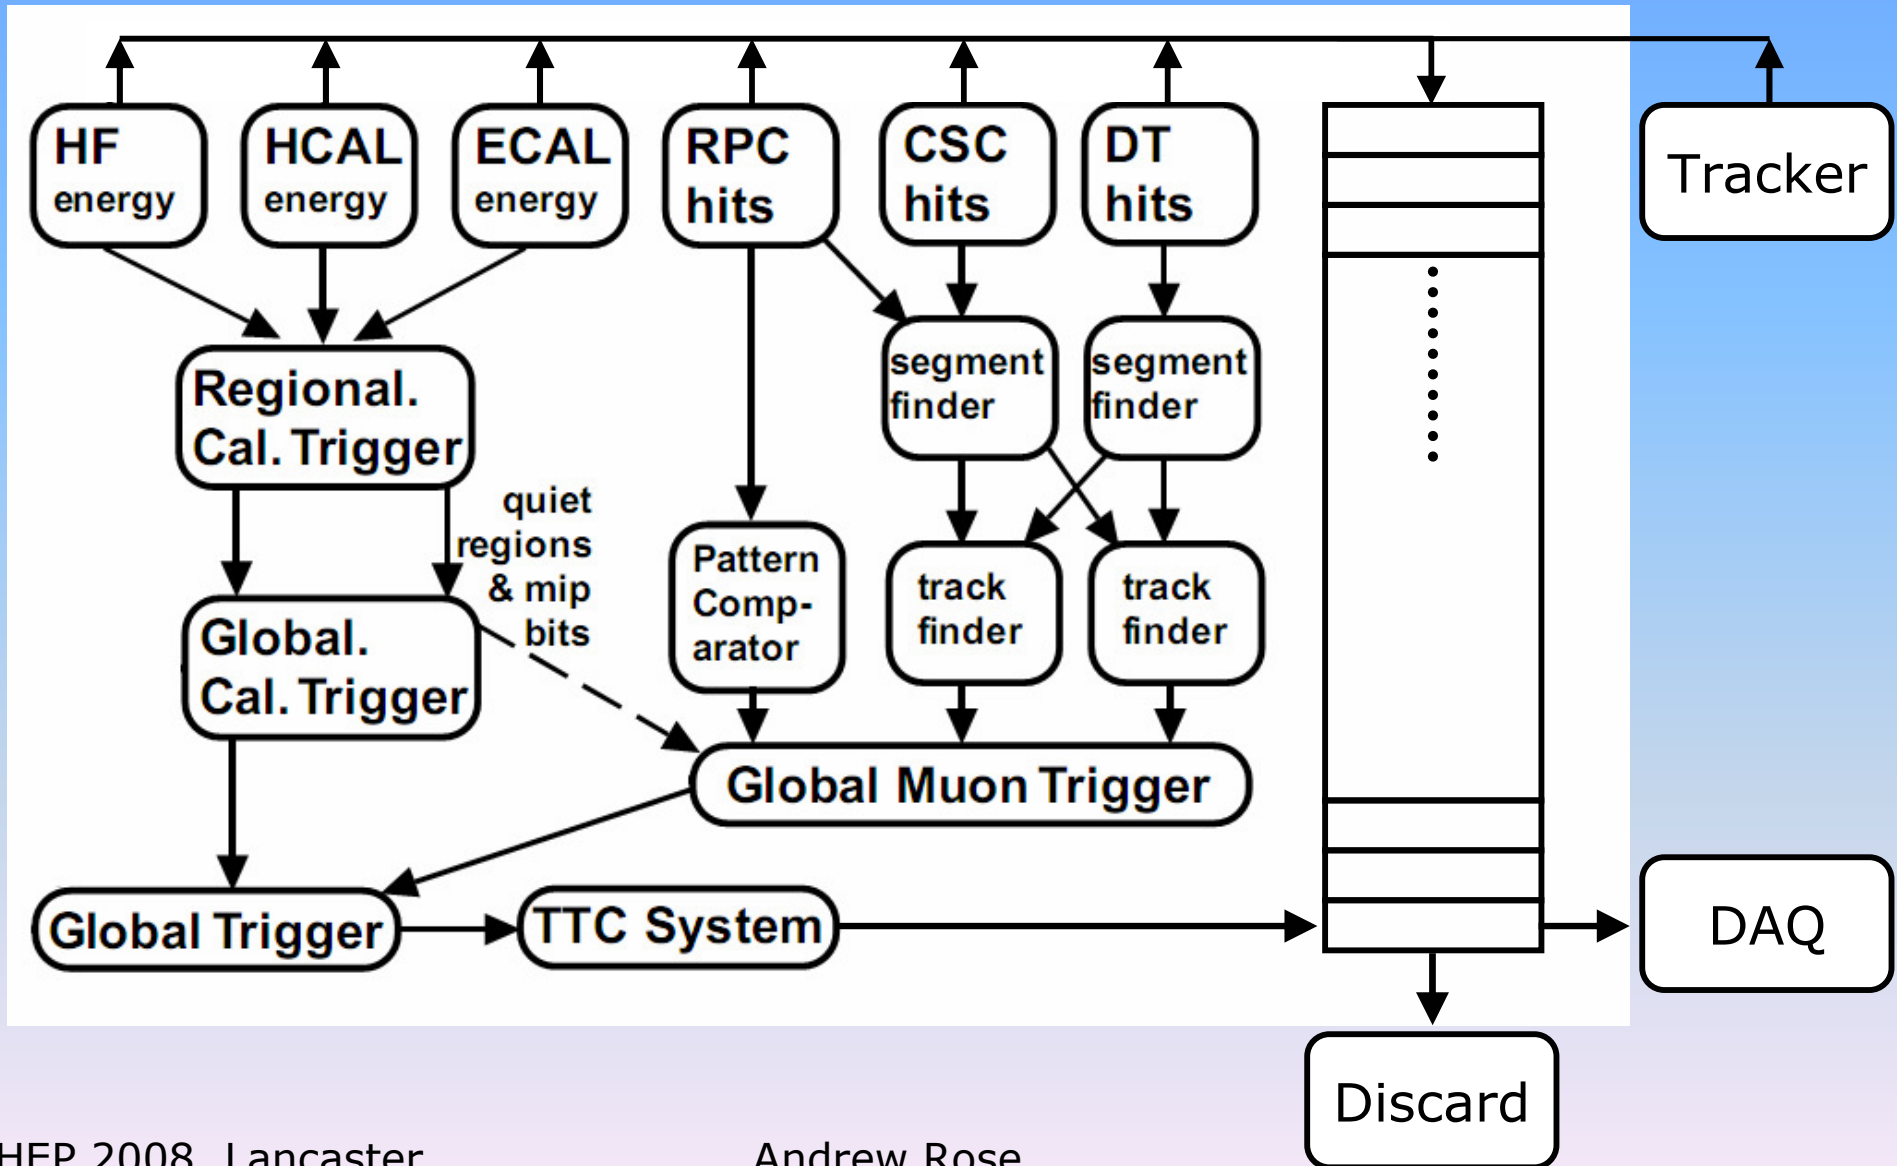 HF
energy
HCAL
energy
ECAL
energy
RPC
hits
CSC
hits
DT
hits
Tracker
segment
finder
segment
finder
Regional.
Cal. Trigger
quiet
regions
& mip
bits
Pattern
Comp-
arator
track
finder
track
finder
Global.
Cal. Trigger
Global Muon Trigger
Global Trigger
TTC System
DAQ
Discard
HEP 2008, Lancaster
Andrew Rose